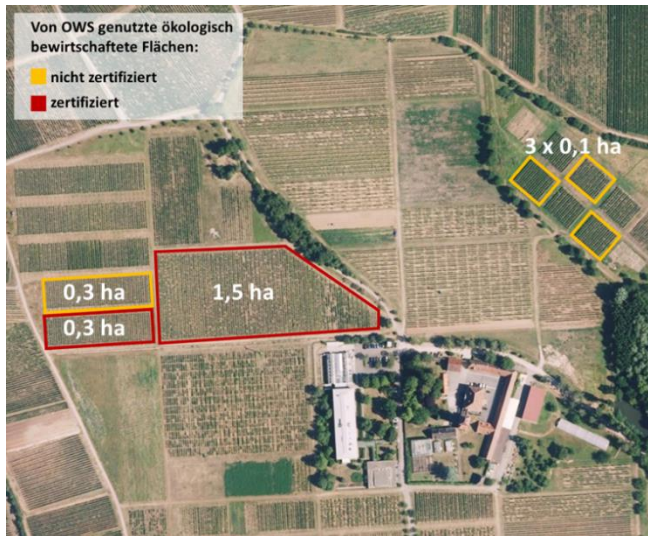 Von OWS genutzte ökologisch
bewirtschaftete Flächen:
nicht zertifiziert
zertifiziert
3 x 0,1 ha
0,3 ha
1,5 ha
0,3 ha